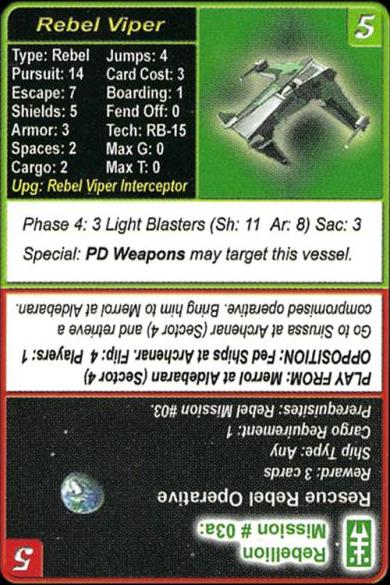 Rebel Viper
5
Type: Rebel Jumps: 4
Pursuit: 14 Card Cost: 3
Escape: 7 Boarding: 1
Shields: 5 Fend Off: 0
Armor: 3 Tech: RB-15
Spaces: 2 Max G: 0
Cargo: 2 Max T: 0
Upg: Rebel Viper Interceptor
Phase 4: 3 Light Blasters (Sh: 11 Ar: 8) Sac: 3
Special: PD Weapons may target this vessel.
5
Rebellion
Mission # 03a:
Rescue Rebel Operative
Reward: 3 cards
Ship Type: Any
Cargo Requirement: 1
Prerequisites: Rebel Mission #03.
PLAY FROM: Merrol at Aldebaran (Sector 4)
OPPOSITION: Fed Ships at Archenar. Flip: 4 Players: 1
Go to Sirussa at Archenar (Sector 4) and retrieve a
compromised operative. Bring him to Merrol at Aldebaran.